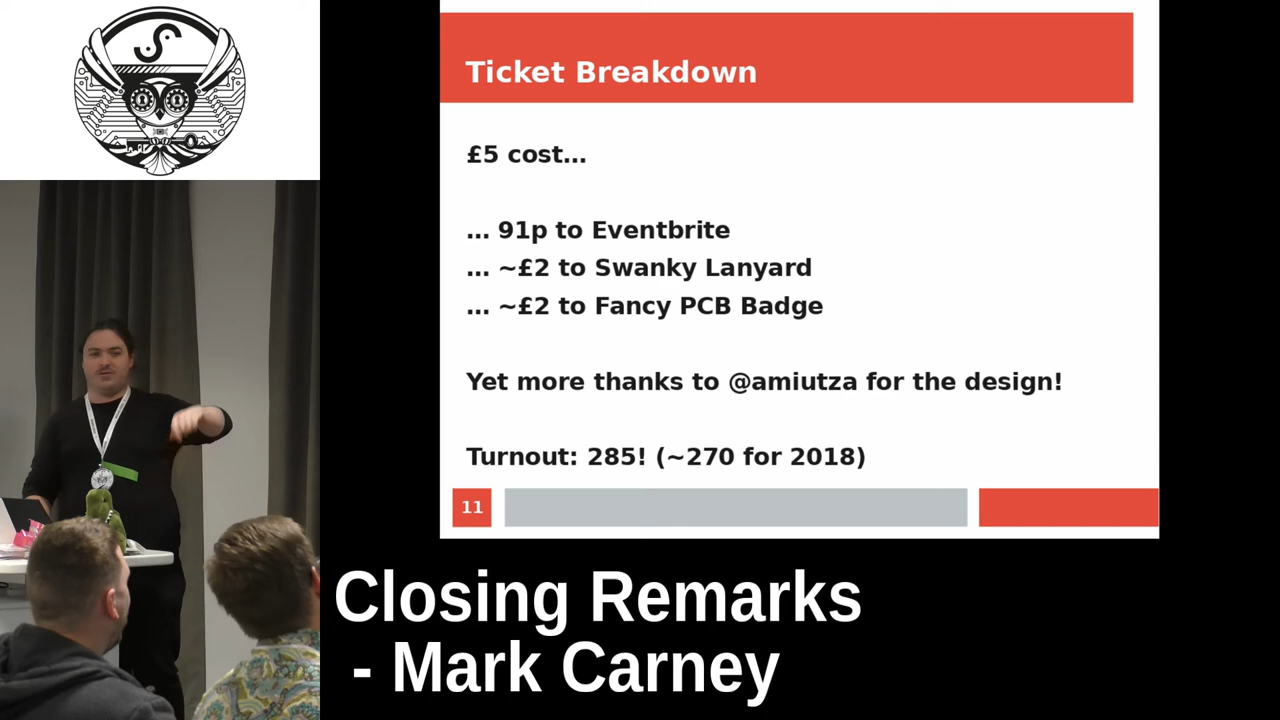 Ticket Breakdown
£5 cost...
... 91p to Eventbrite
... ~£2 to Swanky Lanyard
... ~£2 to Fancy PCB Badge
Yet more thanks to @amiutza for the design!
Turnout: 285! (~270 for 2018)
11
Closing Remarks
- Mark Carney